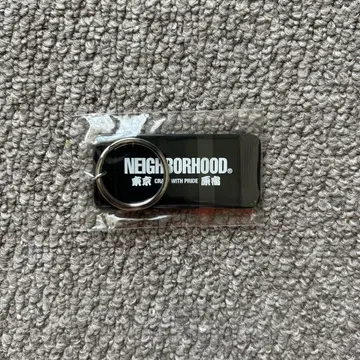 NEIGHBORHOOD®
東京 CRAFT WITH PRIDE 原宿